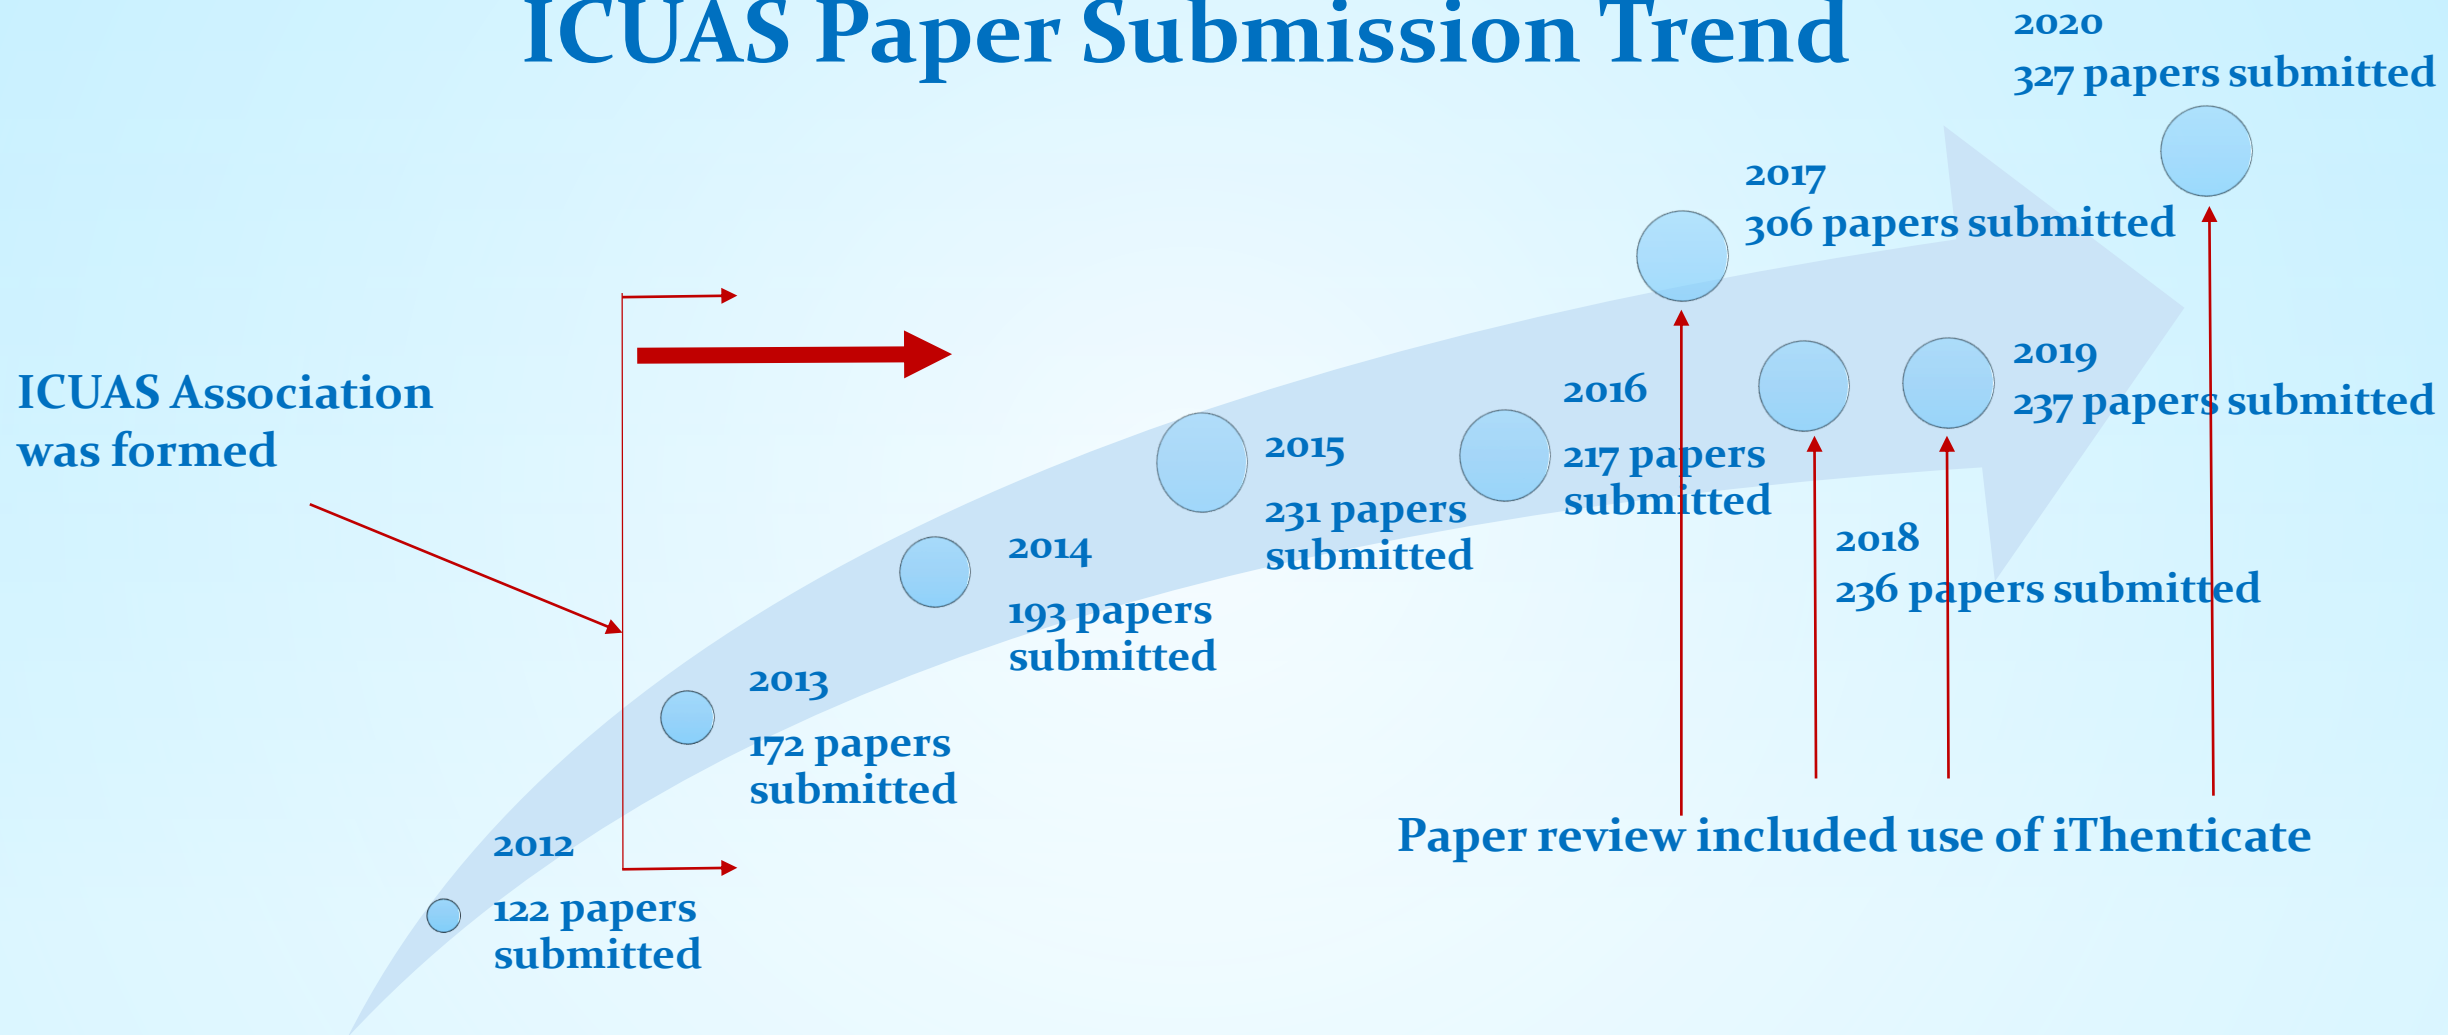 ICUAS Paper Submission Trend
2020
327 papers submitted
2017
306 papers submitted
2019
237 papers submitted
2016
217 papers
submitted
ICUAS Association
was formed
2015
231 papers
submitted
2018
236 papers submitted
2014
193 papers
submitted
2013
172 papers
submitted
2012
122 papers
submitted
Paper review included use of iThenticate